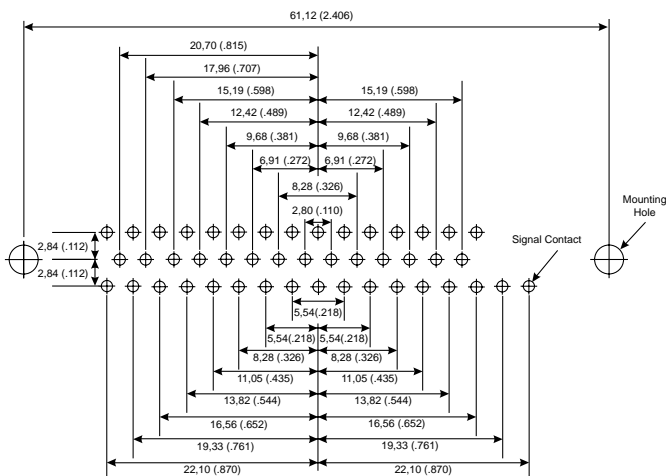 61,12 (2.406)
20,70 (.815)
17,96 (.707)
15,19 (.598) 15,19 (.598)
12,42 (.489) 12,42 (.489)
9,68 (.381) 9,68 (.381)
6,91 (.272) 6,91 (.272)
8,28 (.326)
2,80 (.110)
Mounting
Hole
Signal Contact
2,84 (.112)
2,84 (.112)
5,54(.218)
5,54(.218) 5,54(.218)
8,28 (.326) 8,28 (.326)
11,05 (.435) 11,05 (.435)
13,82 (.544) 13,82 (.544)
16,56 (.652) 16,56 (.652)
19,33 (.761) 19,33 (.761)
22,10 (.870) 22,10 (.870)